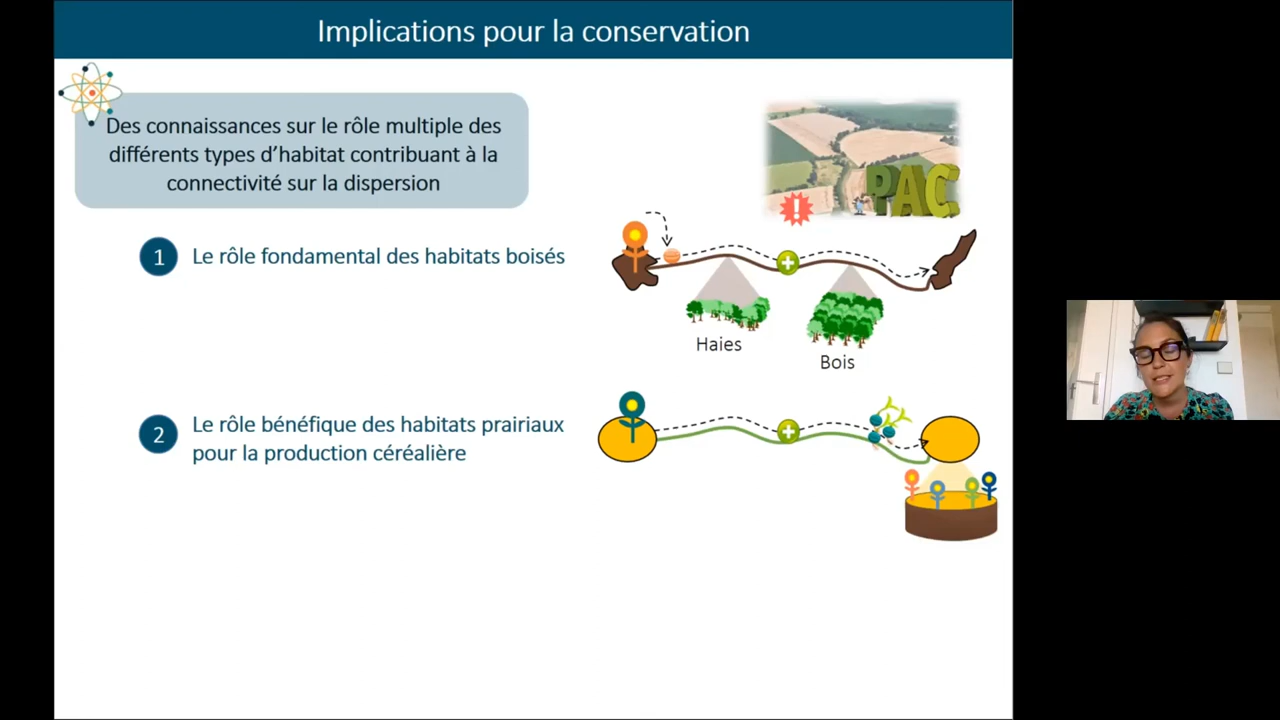 Implications pour la conservation
Des connaissances sur le rôle multiple des
différents types d'habitat contribuant à la
connectivité sur la dispersion
PAC
!
1
Le rôle fondamental des habitats boisés
Haies
Bois
2
Le rôle bénéfique des habitats prairiaux
pour la production céréalière